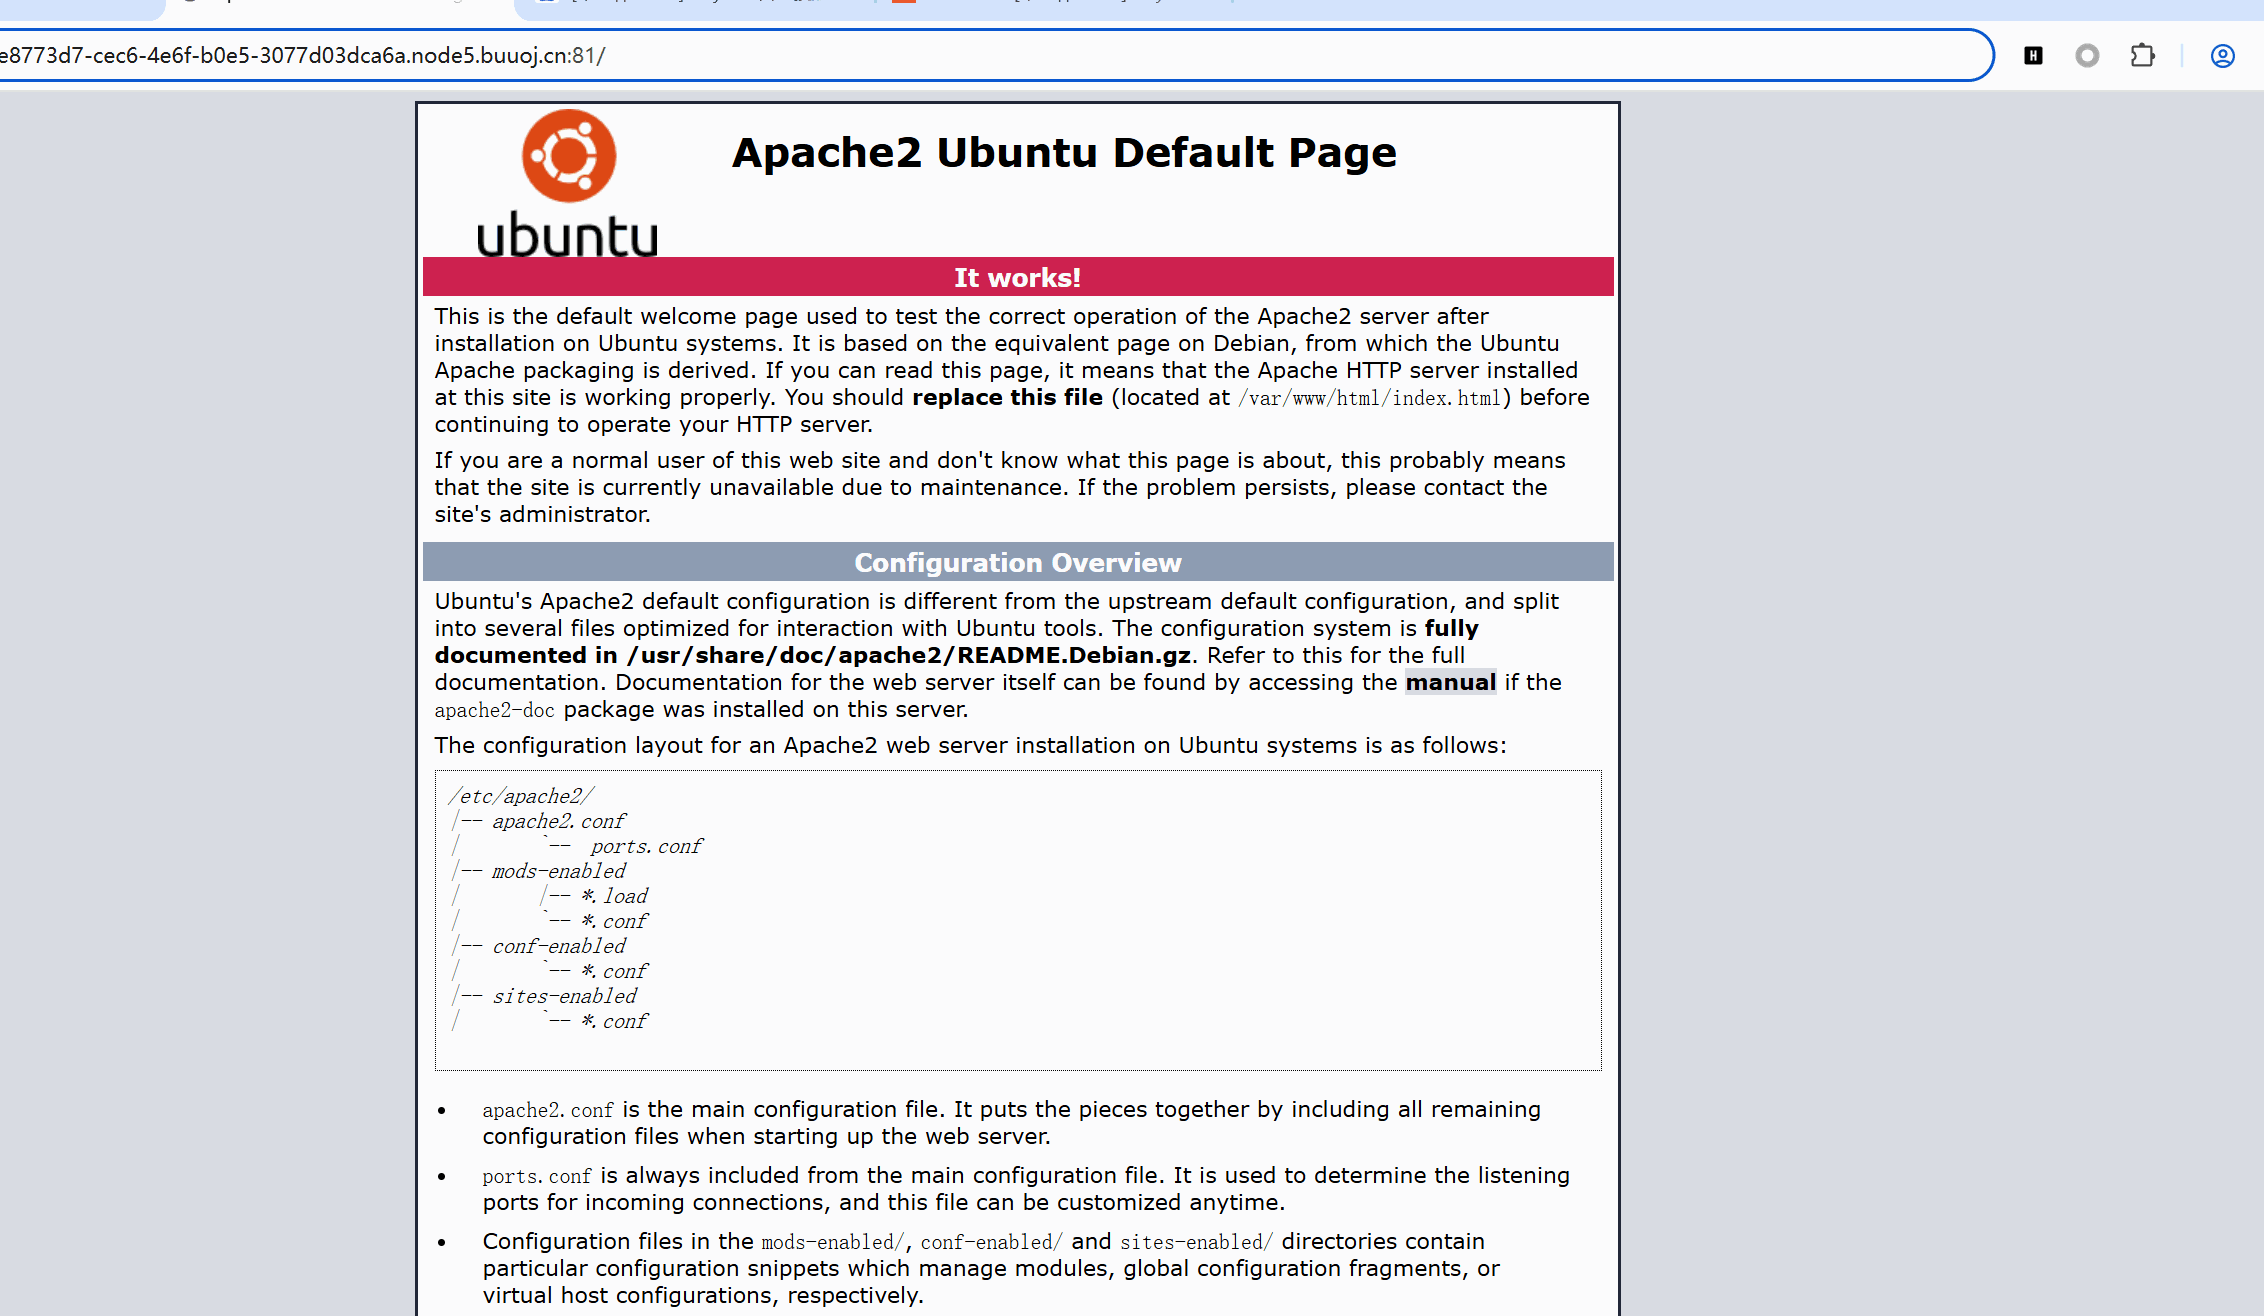 e8773d7-cec6-4e6f-b0e5-3077d03dca6a.node5.buuoj.cn:81/
H
ubuntu
Apache2 Ubuntu Default Page
It works!
This is the default welcome page used to test the correct operation of the Apache2 server after
installation on Ubuntu systems. It is based on the equivalent page on Debian, from which the Ubuntu
Apache packaging is derived. If you can read this page, it means that the Apache HTTP server installed
at this site is working properly. You should replace this file (located at /var/www/html/index.html) before
continuing to operate your HTTP server.
If you are a normal user of this web site and don't know what this page is about, this probably means
that the site is currently unavailable due to maintenance. If the problem persists, please contact the
site's administrator.
Configuration Overview
Ubuntu's Apache2 default configuration is different from the upstream default configuration, and split
into several files optimized for interaction with Ubuntu tools. The configuration system is fully
documented in /usr/share/doc/apache2/README.Debian.gz. Refer to this for the full
documentation. Documentation for the web server itself can be found by accessing the manual if the
apache2-doc package was installed on this server.
The configuration layout for an Apache2 web server installation on Ubuntu systems is as follows:
/etc/apache2/
|-- apache2.conf
|       `--  ports.conf
|-- mods-enabled
|       |-- *.load
|       `-- *.conf
|-- conf-enabled
|       `-- *.conf
|-- sites-enabled
|       `-- *.conf
• apache2.conf is the main configuration file. It puts the pieces together by including all remaining
configuration files when starting up the web server.
• ports.conf is always included from the main configuration file. It is used to determine the listening
ports for incoming connections, and this file can be customized anytime.
• Configuration files in the mods-enabled/, conf-enabled/ and sites-enabled/ directories contain
particular configuration snippets which manage modules, global configuration fragments, or
virtual host configurations, respectively.